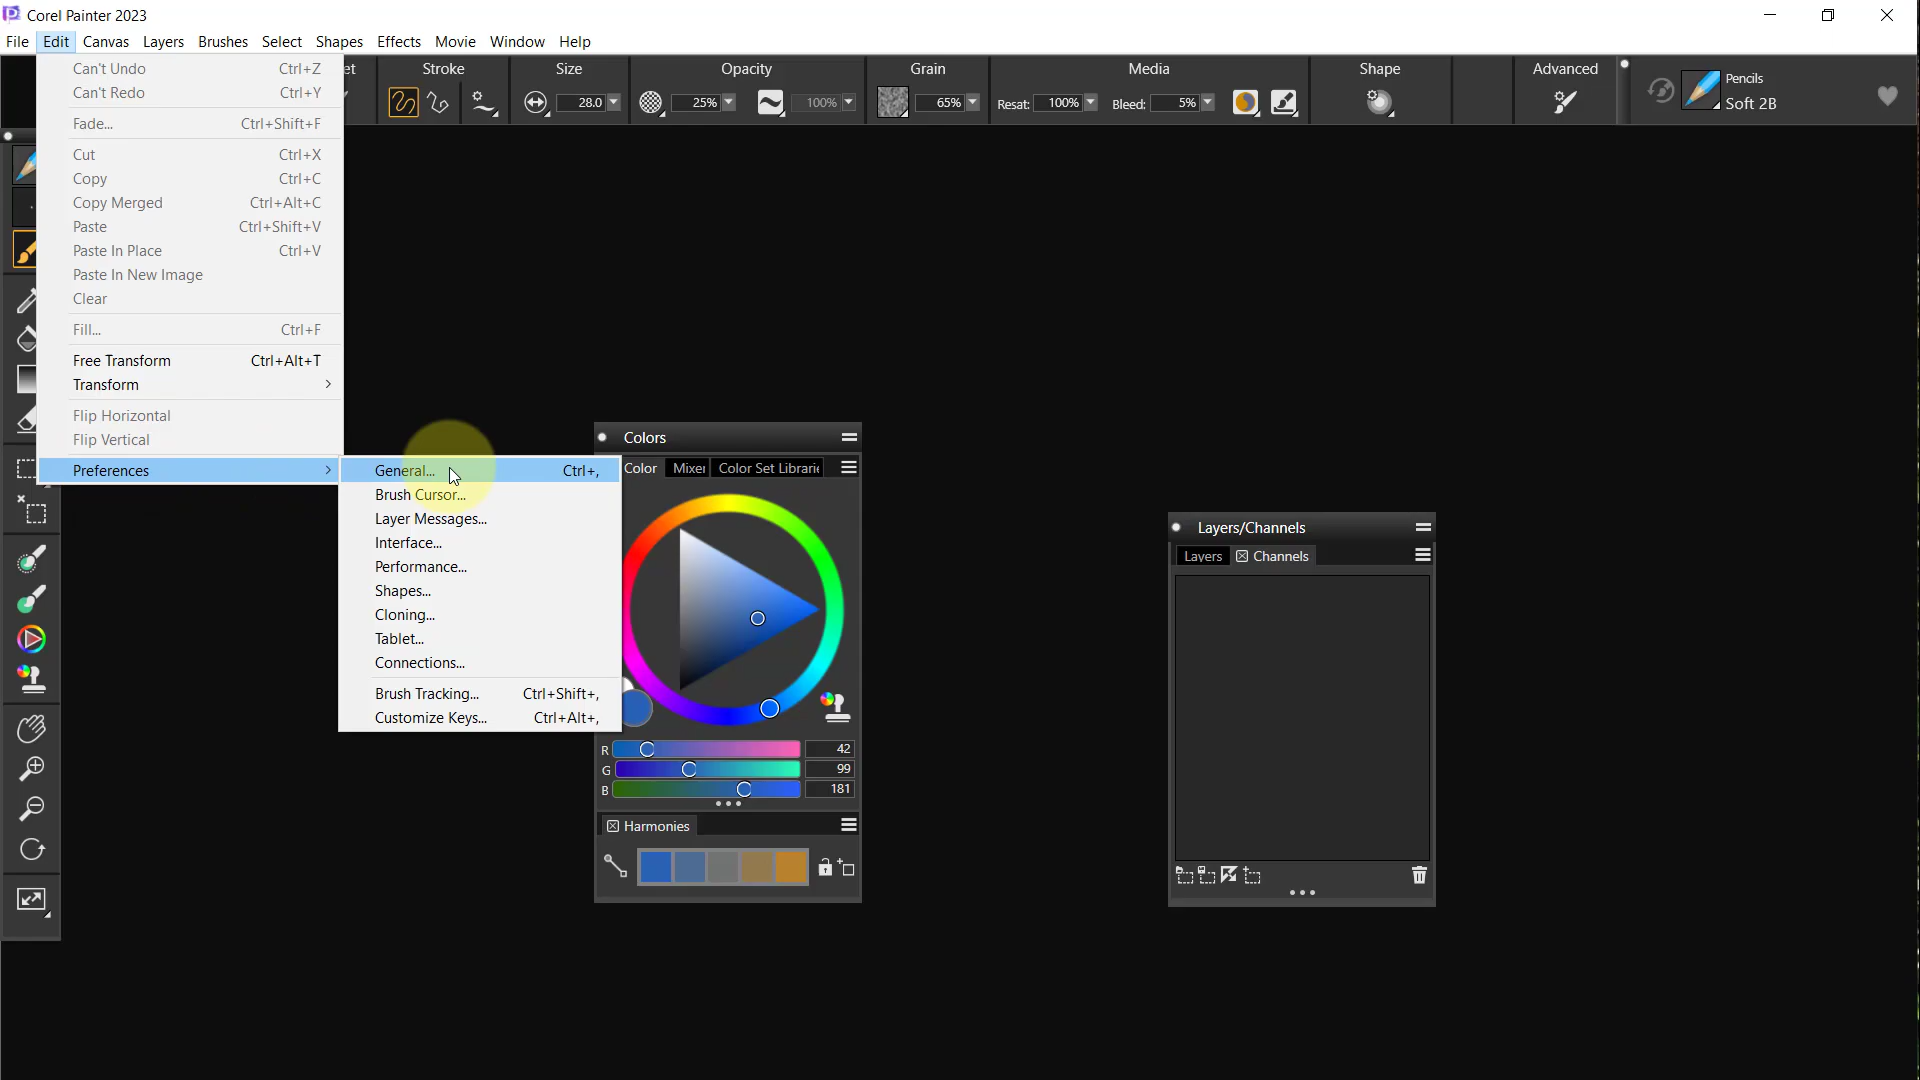 Corel Painter 2023
File Edit Canvas Layers Brushes Select Shapes Effects Movie Window Help
et Stroke Size Opacity Grain Media Shape Advanced
28.0 25% 100% 65% Resat: 100% Bleed: 5%
Pencils
Soft 2B
Can't Undo Ctrl+Z
Can't Redo Ctrl+Y
Fade... Ctrl+Shift+F
Cut Ctrl+X
Copy Ctrl+C
Copy Merged Ctrl+Alt+C
Paste Ctrl+Shift+V
Paste In Place Ctrl+V
Paste In New Image
Clear
Fill... Ctrl+F
Free Transform Ctrl+Alt+T
Transform
Flip Horizontal
Flip Vertical
Preferences
General... Ctrl+,
Brush Cursor...
Layer Messages...
Interface...
Performance...
Shapes...
Cloning...
Tablet...
Connections...
Brush Tracking... Ctrl+Shift+,
Customize Keys... Ctrl+Alt+,
Colors
Color Mixer Color Set Librarie
R 42
G 99
B 181
Harmonies
Layers/Channels
Layers Channels